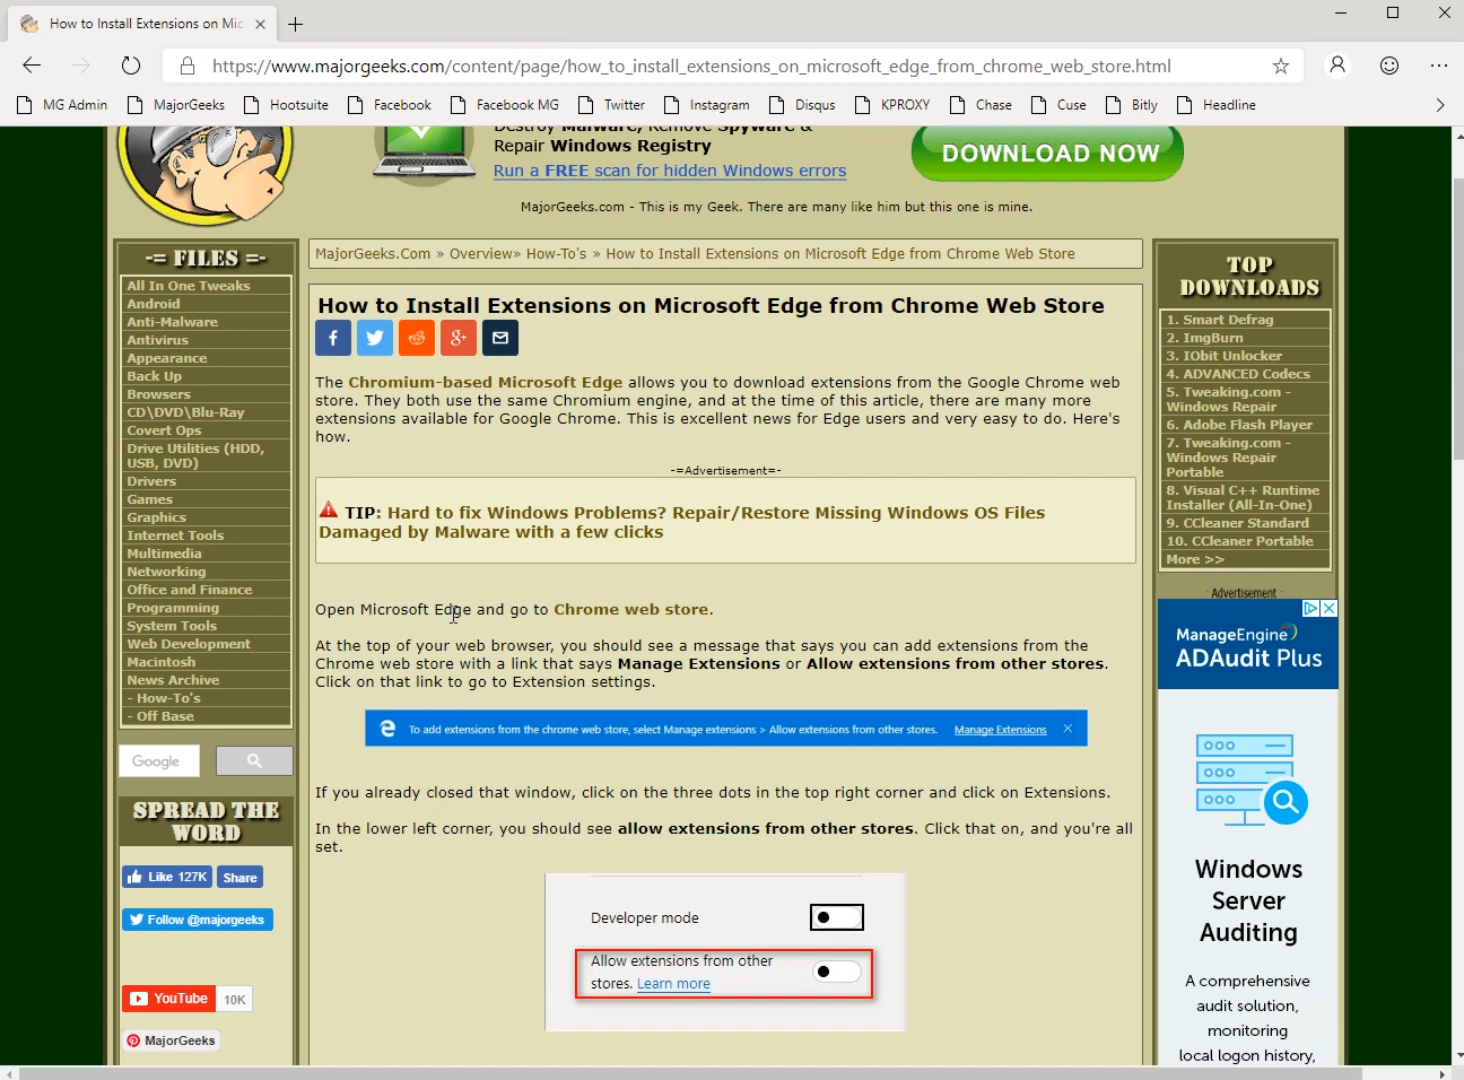 How to Install Extensions on Mic
https://www.majorgeeks.com/content/page/how_to_install_extensions_on_microsoft_edge_from_chrome_web_store.html
MG Admin MajorGeeks Hootsuite Facebook Facebook MG Twitter Instagram Disqus KPROXY Chase Cuse Bitly Headline
Destroy Malware, Remove Spyware &
Repair Windows Registry
Run a FREE scan for hidden Windows errors
DOWNLOAD NOW
MajorGeeks.com - This is my Geek. There are many like him but this one is mine.
-= FILES =-
All In One Tweaks
Android
Anti-Malware
Antivirus
Appearance
Back Up
Browsers
CD\DVD\Blu-Ray
Covert Ops
Drive Utilities (HDD,
USB, DVD)
Drivers
Games
Graphics
Internet Tools
Multimedia
Networking
Office and Finance
Programming
System Tools
Web Development
Macintosh
News Archive
- How-To's
- Off Base
Google
SPREAD THE
WORD
Like 127K Share
Follow @majorgeeks
YouTube 10K
MajorGeeks
MajorGeeks.Com » Overview» How-To's » How to Install Extensions on Microsoft Edge from Chrome Web Store
How to Install Extensions on Microsoft Edge from Chrome Web Store
The Chromium-based Microsoft Edge allows you to download extensions from the Google Chrome web
store. They both use the same Chromium engine, and at the time of this article, there are many more
extensions available for Google Chrome. This is excellent news for Edge users and very easy to do. Here's
how.
-=Advertisement=-
TIP: Hard to fix Windows Problems? Repair/Restore Missing Windows OS Files
Damaged by Malware with a few clicks
Open Microsoft Edge and go to Chrome web store.
At the top of your web browser, you should see a message that says you can add extensions from the
Chrome web store with a link that says Manage Extensions or Allow extensions from other stores.
Click on that link to go to Extension settings.
To add extensions from the chrome web store, select Manage extensions > Allow extensions from other stores. Manage Extensions
If you already closed that window, click on the three dots in the top right corner and click on Extensions.
In the lower left corner, you should see allow extensions from other stores. Click that on, and you're all
set.
Developer mode
Allow extensions from other
stores. Learn more
TOP
DOWNLOADS
1. Smart Defrag
2. ImgBurn
3. IObit Unlocker
4. ADVANCED Codecs
5. Tweaking.com -
Windows Repair
6. Adobe Flash Player
7. Tweaking.com -
Windows Repair
Portable
8. Visual C++ Runtime
Installer (All-In-One)
9. CCleaner Standard
10. CCleaner Portable
More >>
- Advertisement -
ManageEngine
ADAudit Plus
Windows
Server
Auditing
A comprehensive
audit solution,
monitoring
local logon history,